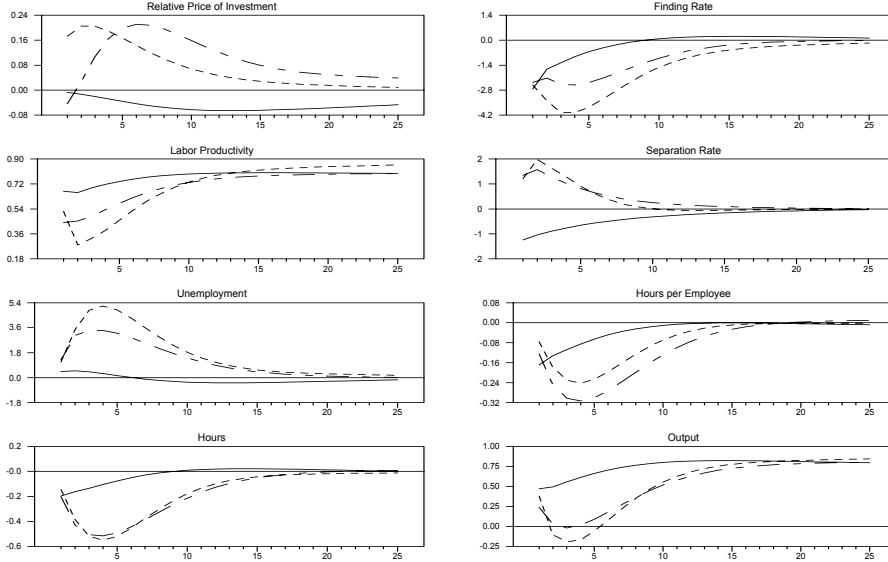 Relative Price of Investment
0.24
0.16
0.08
0.00
-0.08
5 10 15 20 25
Finding Rate
1.4
0.0
-1.4
-2.8
-4.2
5 10 15 20 25
Labor Productivity
0.90
0.72
0.54
0.36
0.18
5 10 15 20 25
Separation Rate
2
1
0
-1
-2
5 10 15 20 25
Unemployment
5.4
3.6
1.8
0.0
-1.8
5 10 15 20 25
Hours per Employee
0.08
0.00
-0.08
-0.16
-0.24
-0.32
5 10 15 20 25
Hours
0.2
-0.0
-0.2
-0.4
-0.6
5 10 15 20 25
Output
1.00
0.75
0.50
0.25
0.00
-0.25
5 10 15 20 25